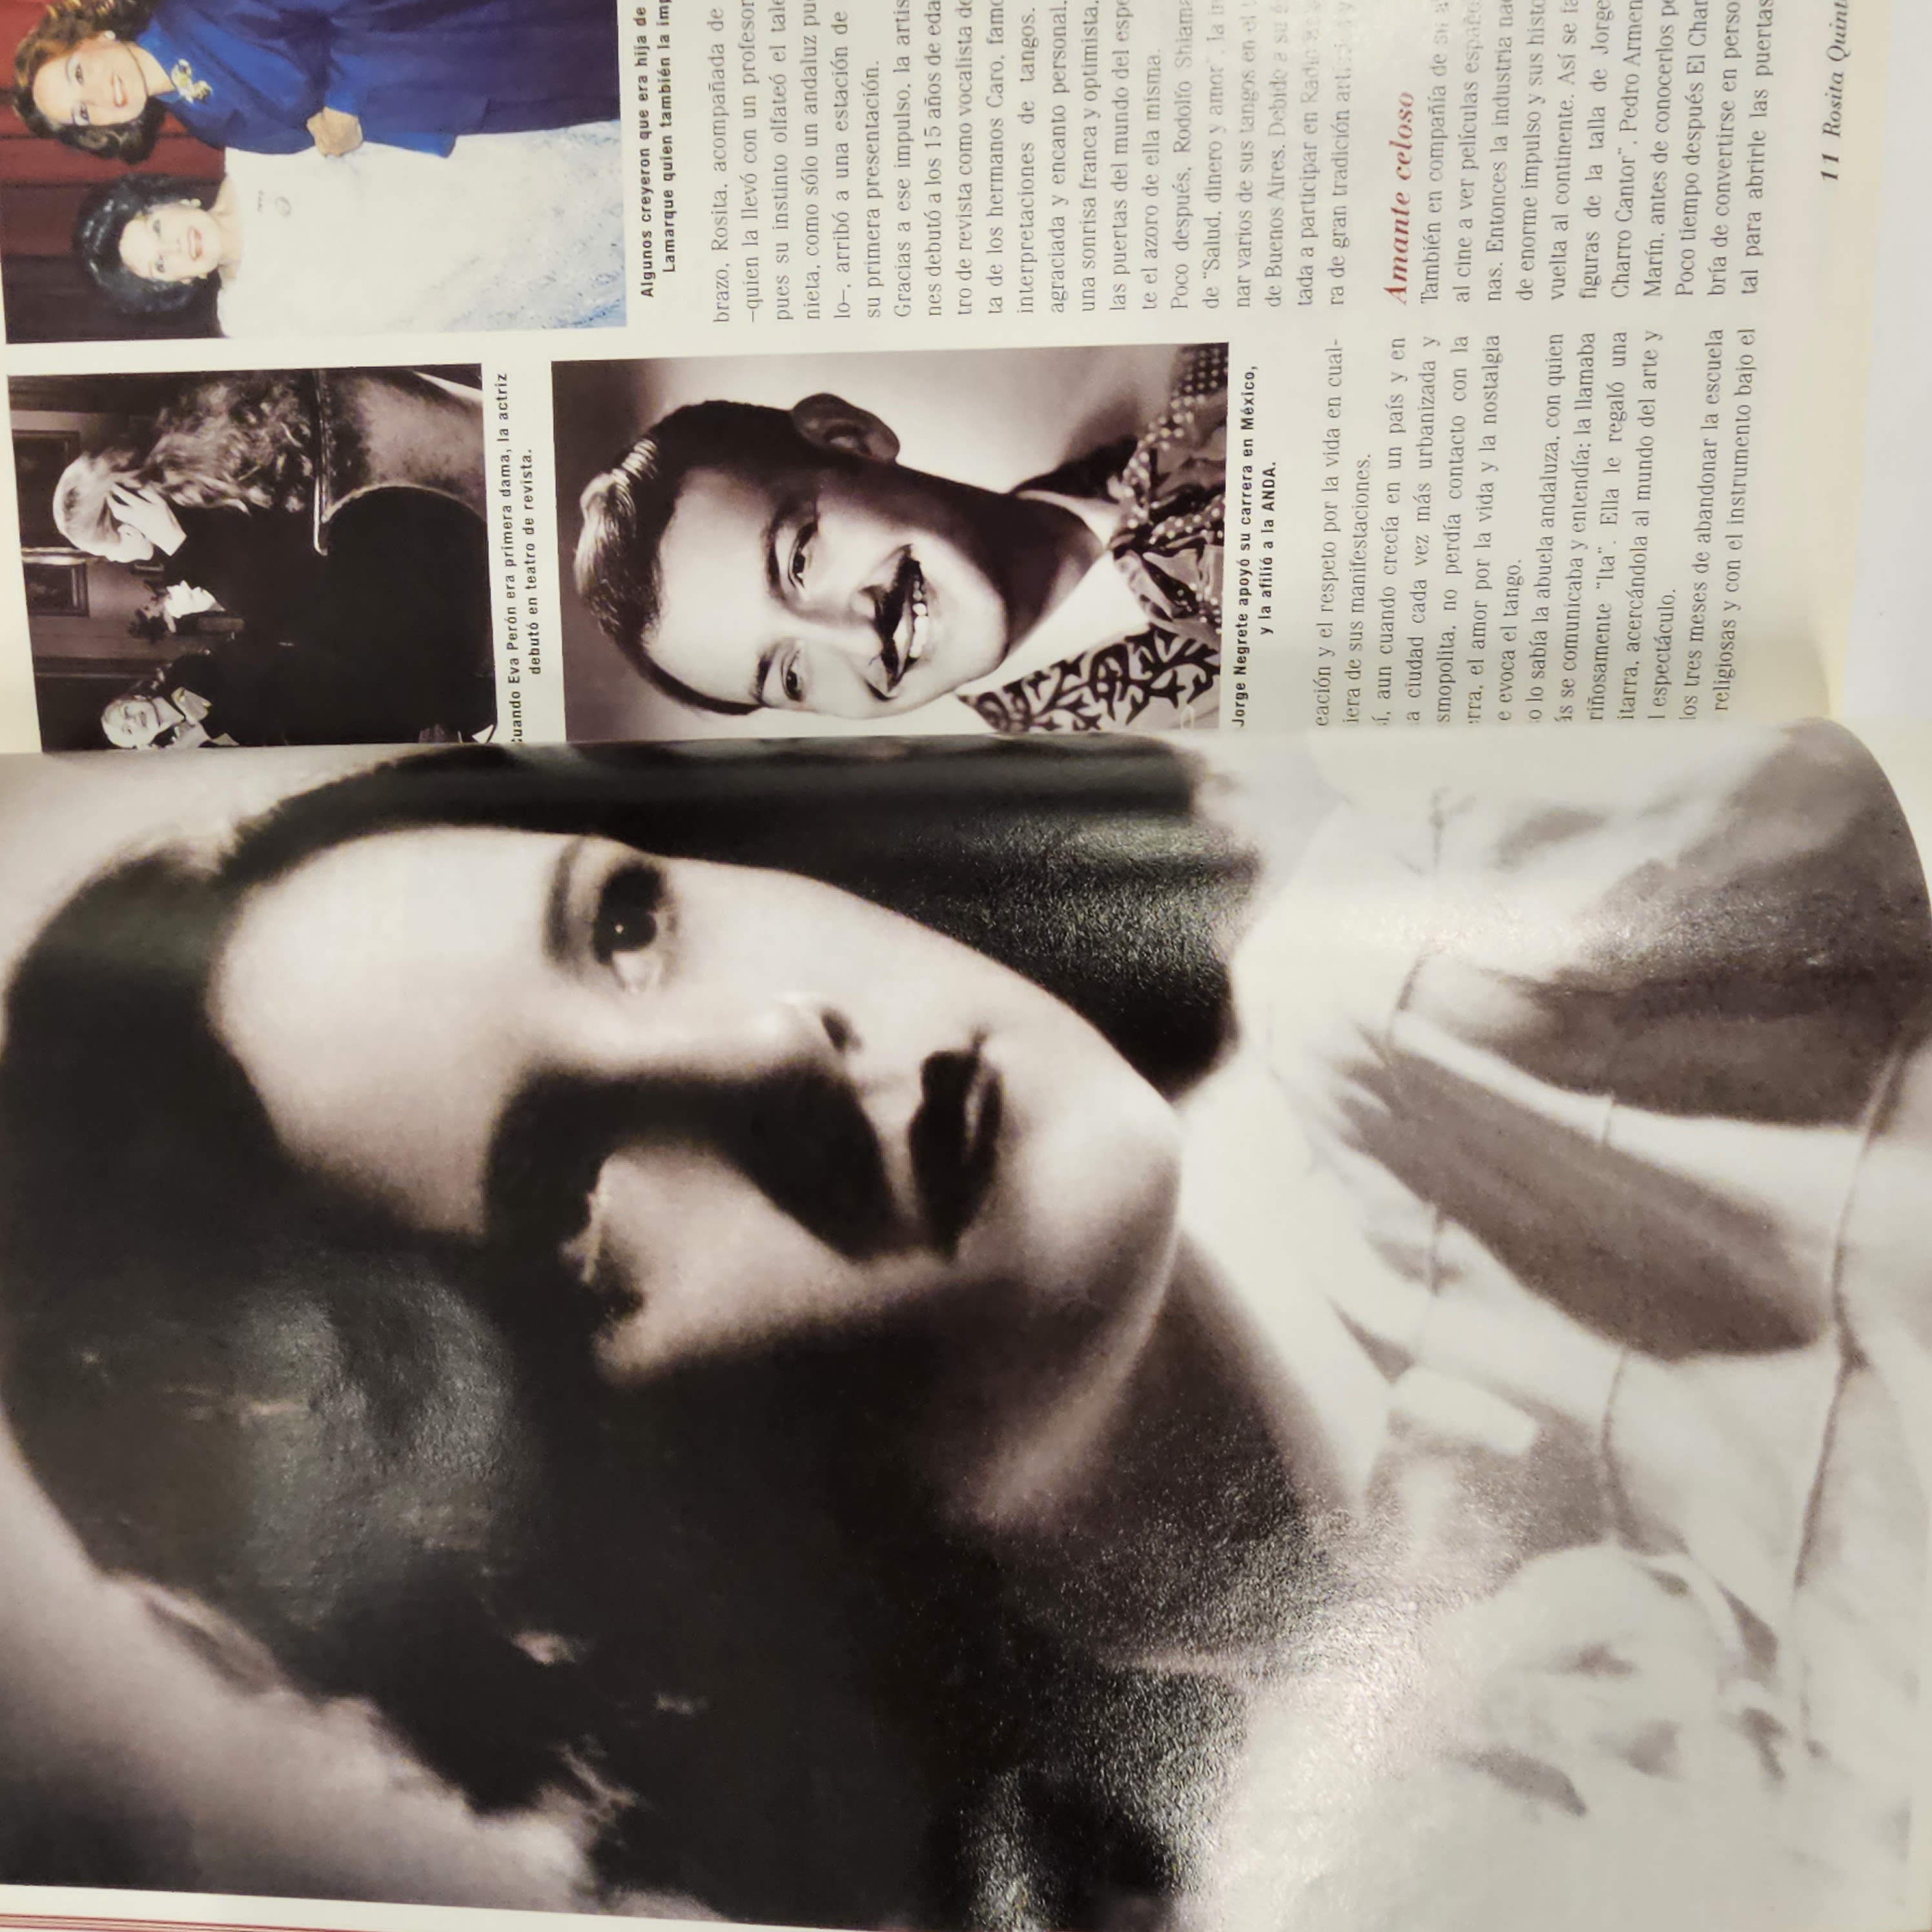 Cuando Eva Perón era primera dama, la actriz
debutó en teatro de revista.
Jorge Negrete apoyó su carrera en México,
y la afilió a la ANDA.
eación y el respeto por la vida en cual-
iera de sus manifestaciones.
í, aun cuando crecía en un país y en
a ciudad cada vez más urbanizada y
smopolita, no perdía contacto con la
rra, el amor por la vida y la nostalgia
e evoca el tango.
o lo sabía la abuela andaluza, con quien
ás se comunicaba y entendía; la llamaba
riñosamente "Ita". Ella le regaló una
itarra, acercándola al mundo del arte y
l espectáculo.
los tres meses de abandonar la escuela
religiosas y con el instrumento bajo el
Algunos creyeron que era hija de
Lamarque quien también la imp
brazo, Rosita, acompañada de
–quien la llevó con un profesor
pues su instinto olfateó el tale
nieta, como sólo un andaluz pu
lo–, arribó a una estación de
su primera presentación.
Gracias a ese impulso, la artis
nes debutó a los 15 años de eda
tro de revista como vocalista de
ta de los hermanos Caro, famo
interpretaciones de tangos.
agraciada y encanto personal,
una sonrisa franca y optimista,
las puertas del mundo del espe
te el azoro de ella misma.
Poco después, Rodolfo Shiama
de "Salud, dinero y amor", la in
nar varios de sus tangos en el
de Buenos Aires. Debido a su é
tada a participar en Radio
ra de gran tradición
Amante celoso
También en compañía de su
al cine a ver películas españo
nas. Entonces la industria na
de enorme impulso y sus histo
vuelta al continente. Así se fa
figuras de la talla de Jorge
Charro Cantor", Pedro Armen
Marín, antes de conocerlos pe
Poco tiempo después El Char
bría de convertirse en perso
tal para abrirle las puertas
11 Rosita Quint